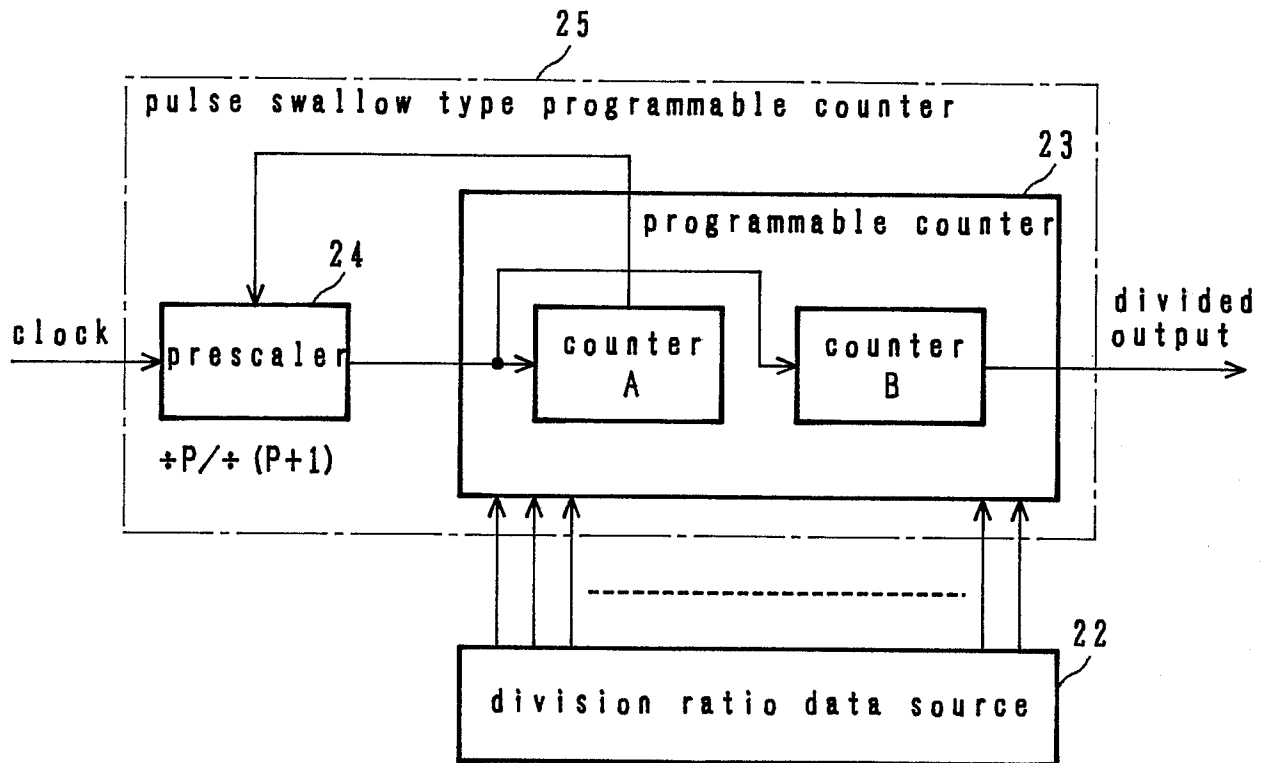 25
pulse swallow type programmable counter
23
programmable counter
24
clock
prescaler
counter
A
counter
B
divided
output
÷P/÷(P+1)
22
division ratio data source